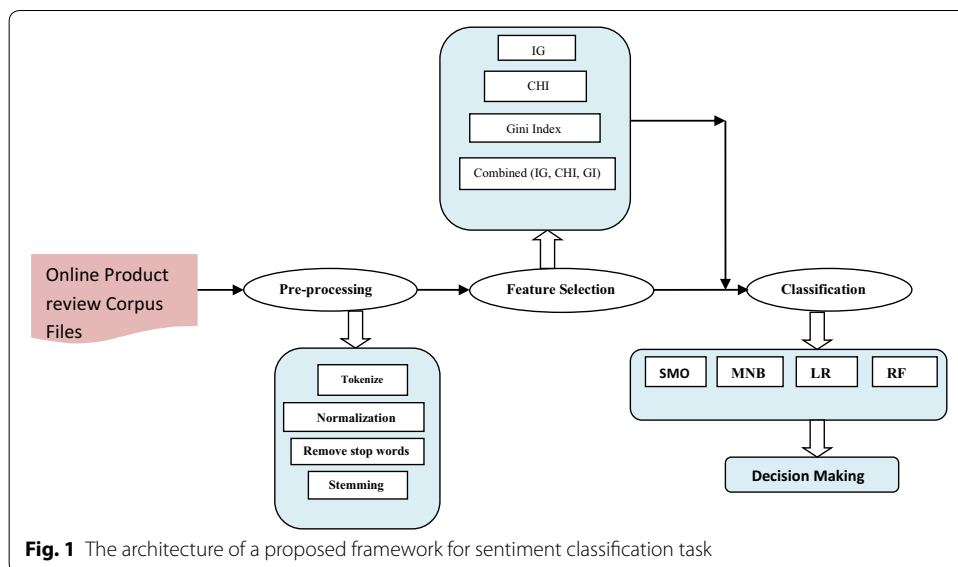 IG
CHI
Gini Index
Combined (IG, CHI, GI)
Online Product
review Corpus
Files
Pre-processing
Feature Selection
Classification
Tokenize
Normalization
Remove stop words
Stemming
SMO
MNB
LR
RF
Decision Making
Fig. 1 The architecture of a proposed framework for sentiment classification task